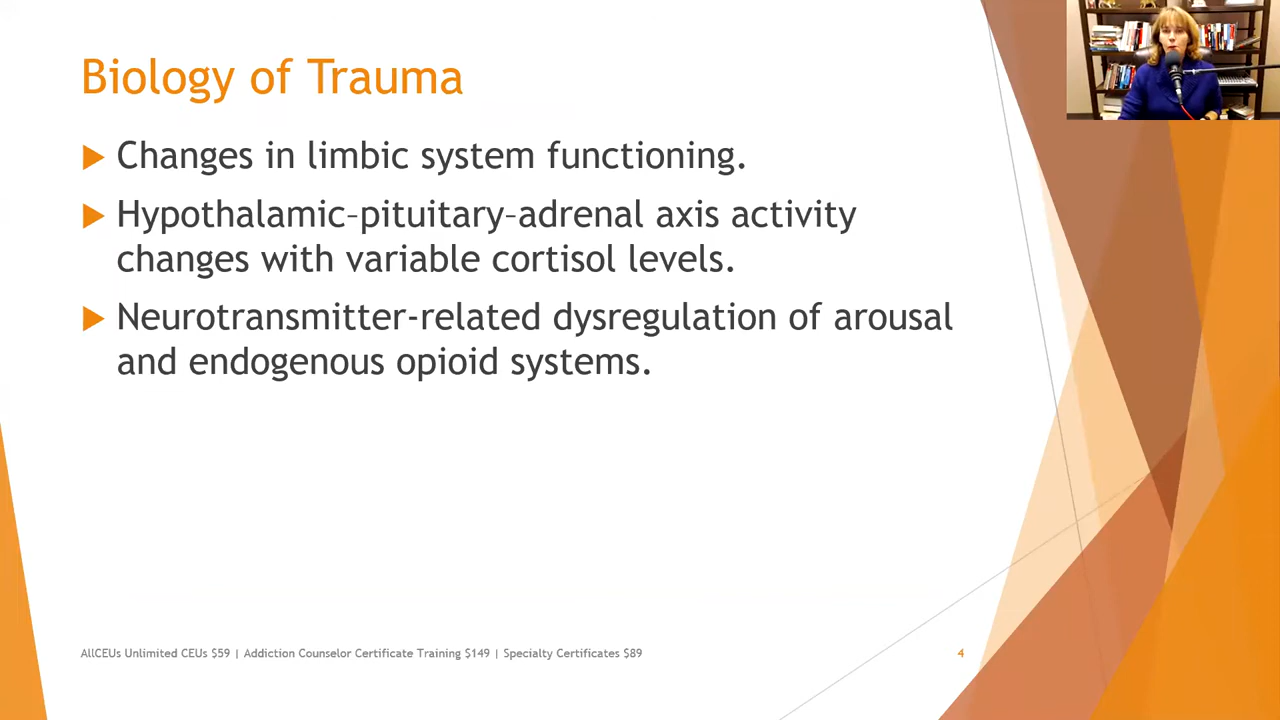 Biology of Trauma
Changes in limbic system functioning.
Hypothalamic–pituitary–adrenal axis activity
changes with variable cortisol levels.
Neurotransmitter-related dysregulation of arousal
and endogenous opioid systems.
AllCEUs Unlimited CEUs $59 | Addiction Counselor Certificate Training $149 | Specialty Certificates $89
4